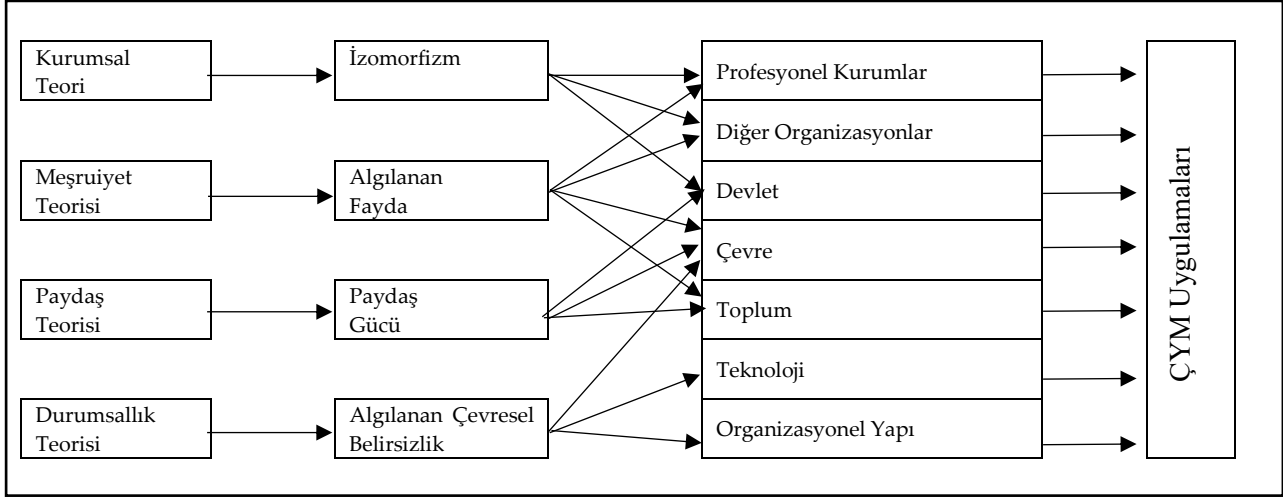 Kurumsal
Teori
İzomorfizm
Profesyonel Kurumlar
Diğer Organizasyonlar
Meşruiyet
Teorisi
Algılanan
Fayda
Devlet
Çevre
Paydaş
Teorisi
Paydaş
Gücü
Toplum
Teknoloji
Durumsallık
Teorisi
Algılanan Çevresel
Belirsizlik
Organizasyonel Yapı
ÇYM Uygulamaları